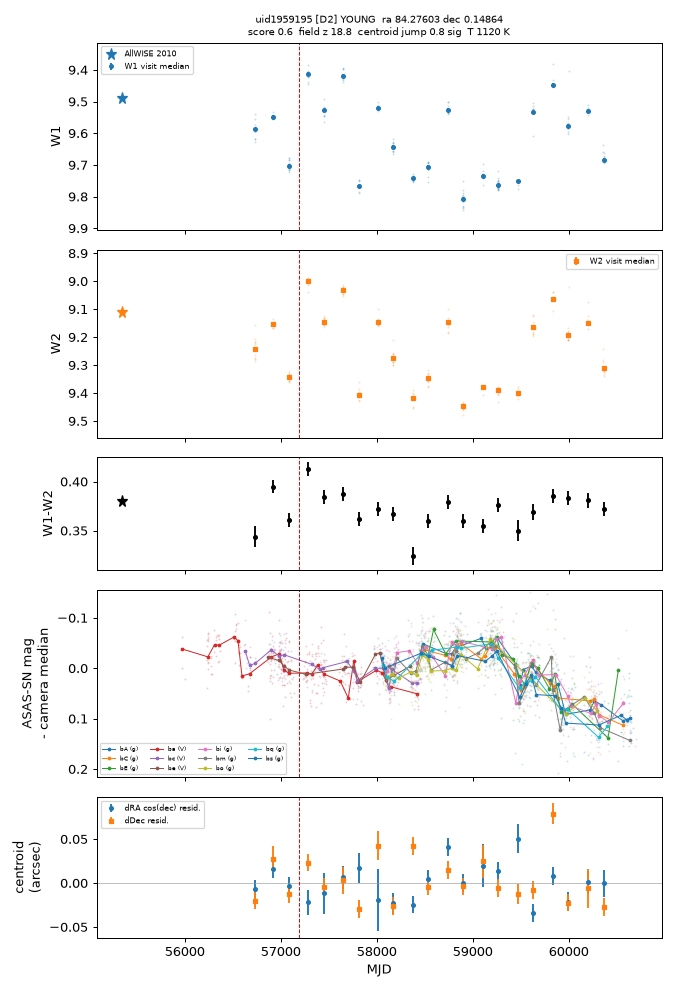 uid1959195 [D2] YOUNG ra 84.27603 dec 0.14864
score 0.6 field z 18.8 centroid jump 0.8 sig T 1120 K
AllWISE 2010
W1 visit median
W1
9.4
9.5
9.6
9.7
9.8
9.9
W2 visit median
W2
8.9
9.0
9.1
9.2
9.3
9.4
9.5
W1-W2
0.40
0.35
ASAS-SN mag
- camera median
−0.1
0.0
0.1
0.2
bA (g)
bC (g)
bE (g)
ba (V)
bc (V)
bi (g)
bm (g)
bo (g)
bq (g)
bs (g)
dRA cos(dec) resid.
dDec resid.
centroid
(arcsec)
0.05
0.00
−0.05
56000
57000
58000
59000
60000
MJD